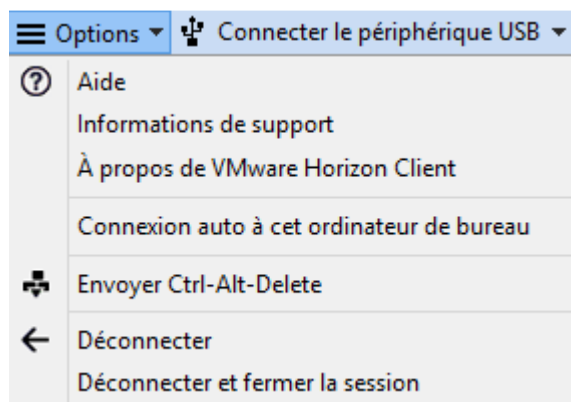 Options Connecter le périphérique USB
Aide
Informations de support
À propos de VMware Horizon Client
Connexion auto à cet ordinateur de bureau
Envoyer Ctrl-Alt-Delete
Déconnecter
Déconnecter et fermer la session